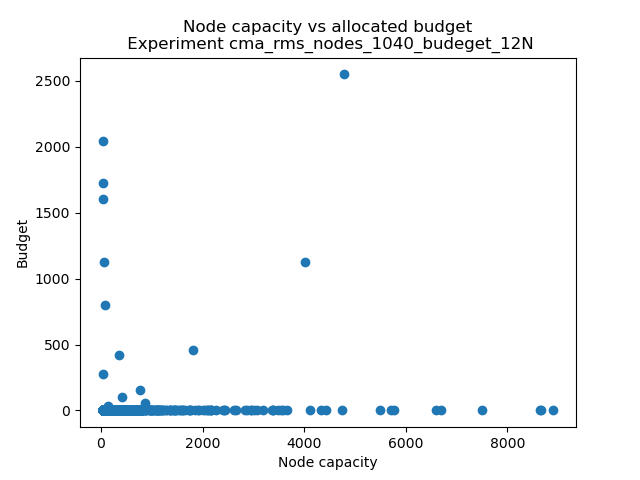 Node capacity vs allocated budget
Experiment cma_rms_nodes_1040_budeget_12N
Budget
2500
2000
1500
1000
500
0
0 2000 4000 6000 8000
Node capacity